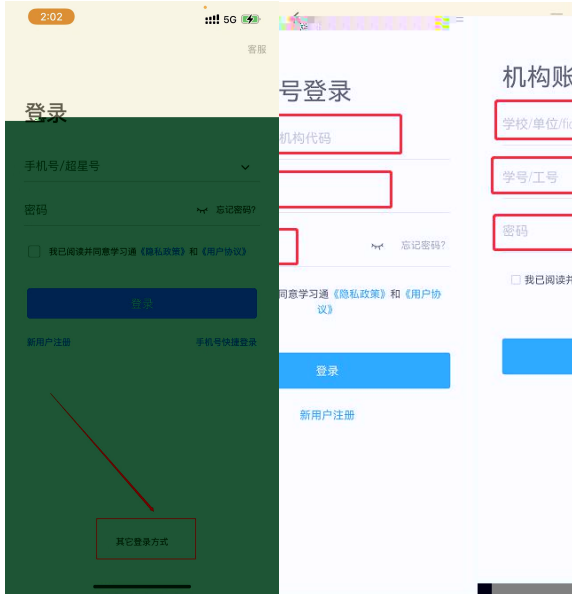 2:02
5G
客服
登录
手机号/超星号
密码
忘记密码?
我已阅读并同意学习通《隐私政策》和《用户协议》
登录
新用户注册
手机号快捷登录
其它登录方式
号登录
机构代码
忘记密码?
同意学习通《隐私政策》和《用户协
议》
登录
新用户注册
机构账
学校/单位/fid
学号/工号
密码
我已阅读并